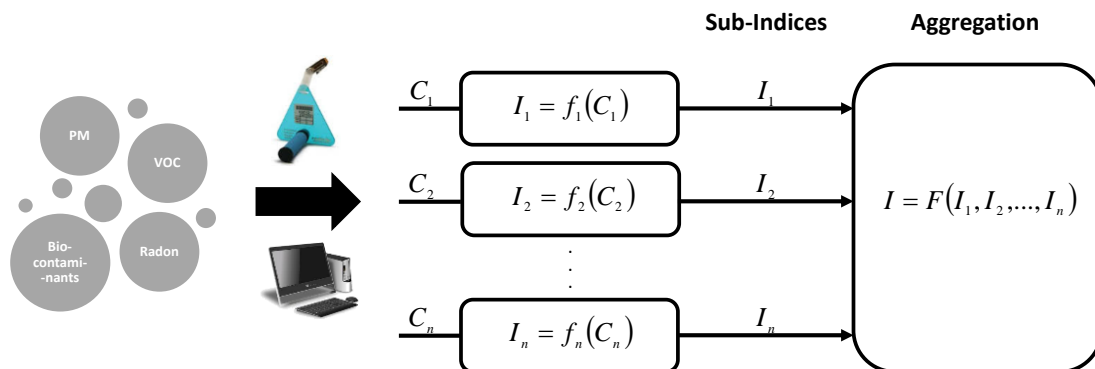 Sub-Indices
Aggregation
PM
VOC
Bio-
contami-
-nants
Radon
C₁
I₁ = f₁(C₁)
I₁
C₂
I₂ = f₂(C₂)
I₂
.
.
.
Cₙ
Iₙ = fₙ(Cₙ)
Iₙ
I = F(I₁, I₂,..., Iₙ)